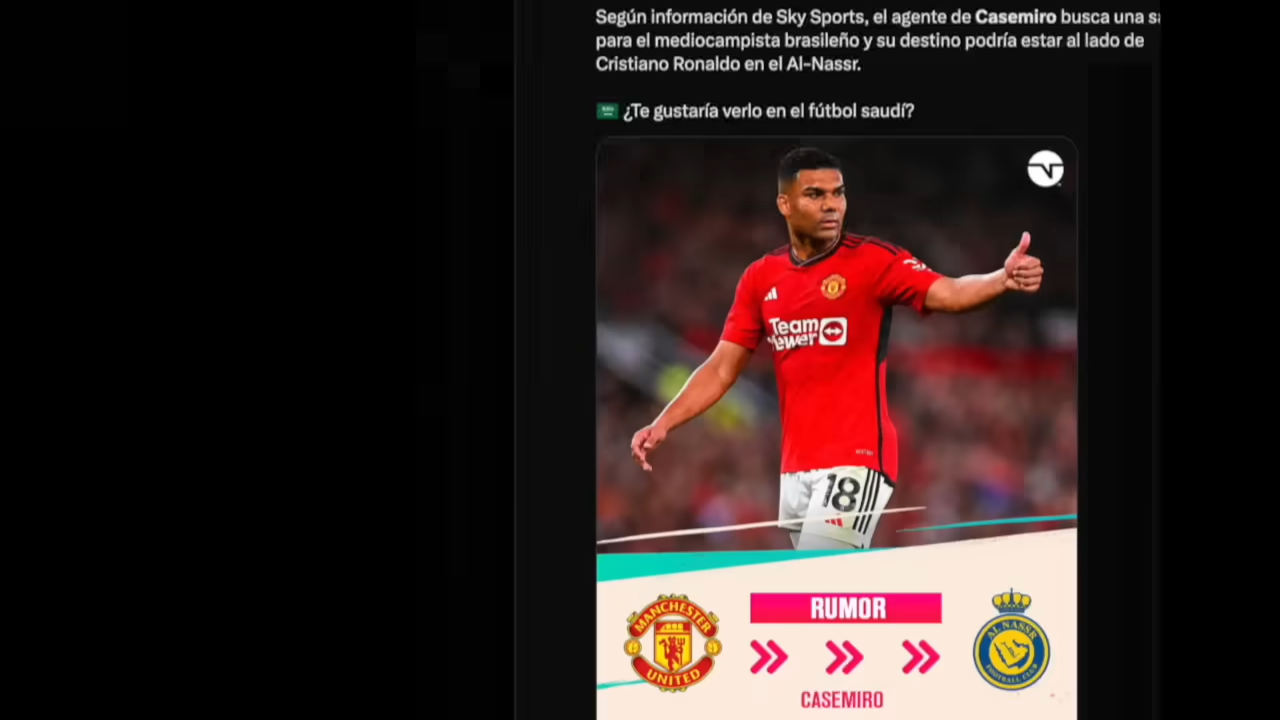 Según información de Sky Sports, el agente de Casemiro busca una
para el mediocampista brasileño y su destino podría estar al lado de
Cristiano Ronaldo en el Al-Nassr.
¿Te gustaría verlo en el fútbol saudí?
Team
18
RUMOR
MANCHESTER
UNITED
AL NASSR
FOOTBALL CLUB
CASEMIRO